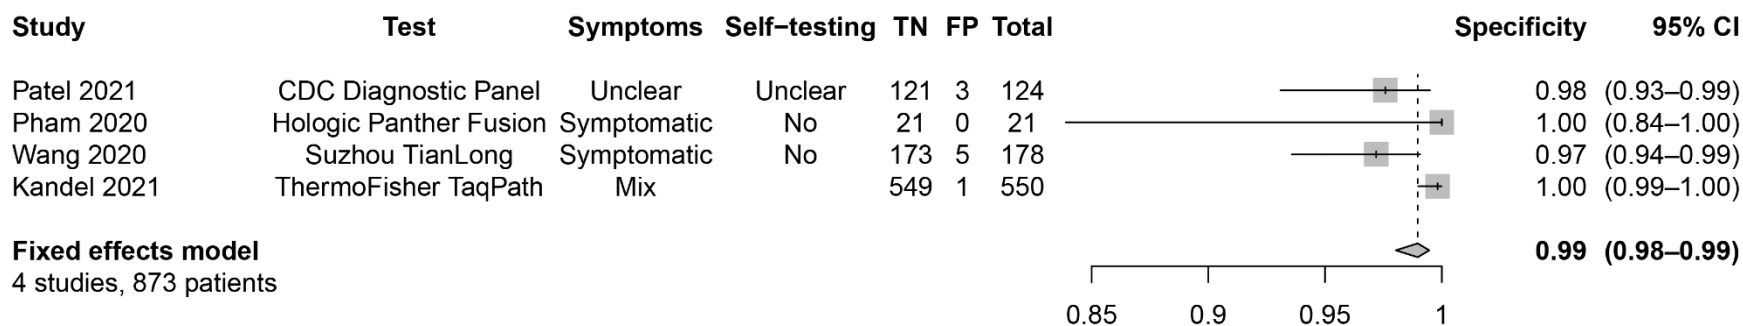 Study Test Symptoms Self−testing TN FP Total Specificity 95% CI
Patel 2021 CDC Diagnostic Panel Unclear Unclear 121 3 124 0.98 (0.93–0.99)
Pham 2020 Hologic Panther Fusion Symptomatic No 21 0 21 1.00 (0.84–1.00)
Wang 2020 Suzhou TianLong Symptomatic No 173 5 178 0.97 (0.94–0.99)
Kandel 2021 ThermoFisher TaqPath Mix 549 1 550 1.00 (0.99–1.00)
Fixed effects model 0.99 (0.98–0.99)
4 studies, 873 patients
0.85 0.9 0.95 1